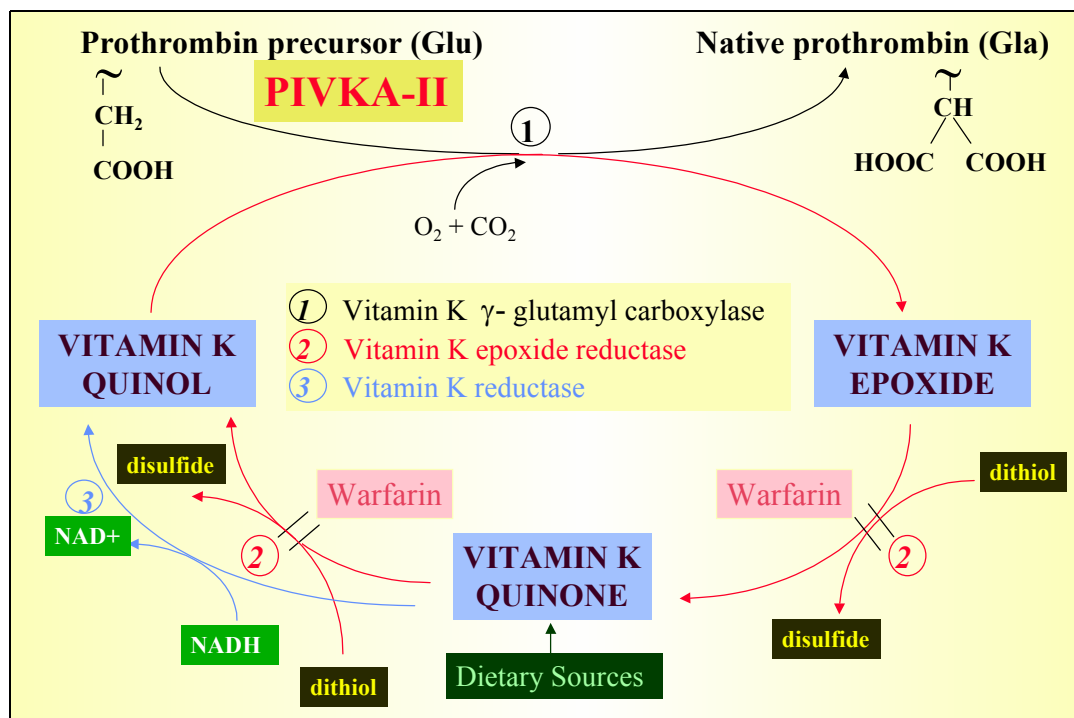 Prothrombin precursor (Glu)
Native prothrombin (Gla)
PIVKA-II
~
CH₂
COOH
~
CH
HOOC COOH
1
O₂ + CO₂
1 Vitamin K γ- glutamyl carboxylase
2 Vitamin K epoxide reductase
3 Vitamin K reductase
VITAMIN K
QUINOL
VITAMIN K
EPOXIDE
disulfide
Warfarin
Warfarin
dithiol
3
NAD+
2
VITAMIN K
QUINONE
2
NADH
disulfide
dithiol
Dietary Sources